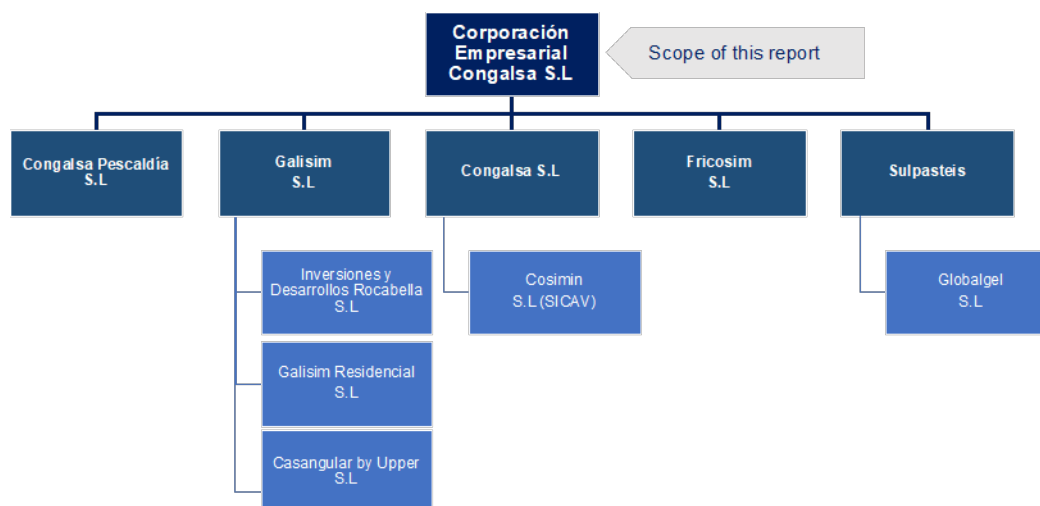 Corporación
Empresarial
Congalsa S.L
Scope of this report
Congalsa Pescaldía
S.L
Galisim
S.L
Congalsa S.L
Fricosim
S.L
Sulpasteis
Inversiones y
Desarrollos Rocabella
S.L
Cosimin
S.L (SICAV)
Globalgel
S.L
Galisim Residencial
S.L
Casangular by Upper
S.L